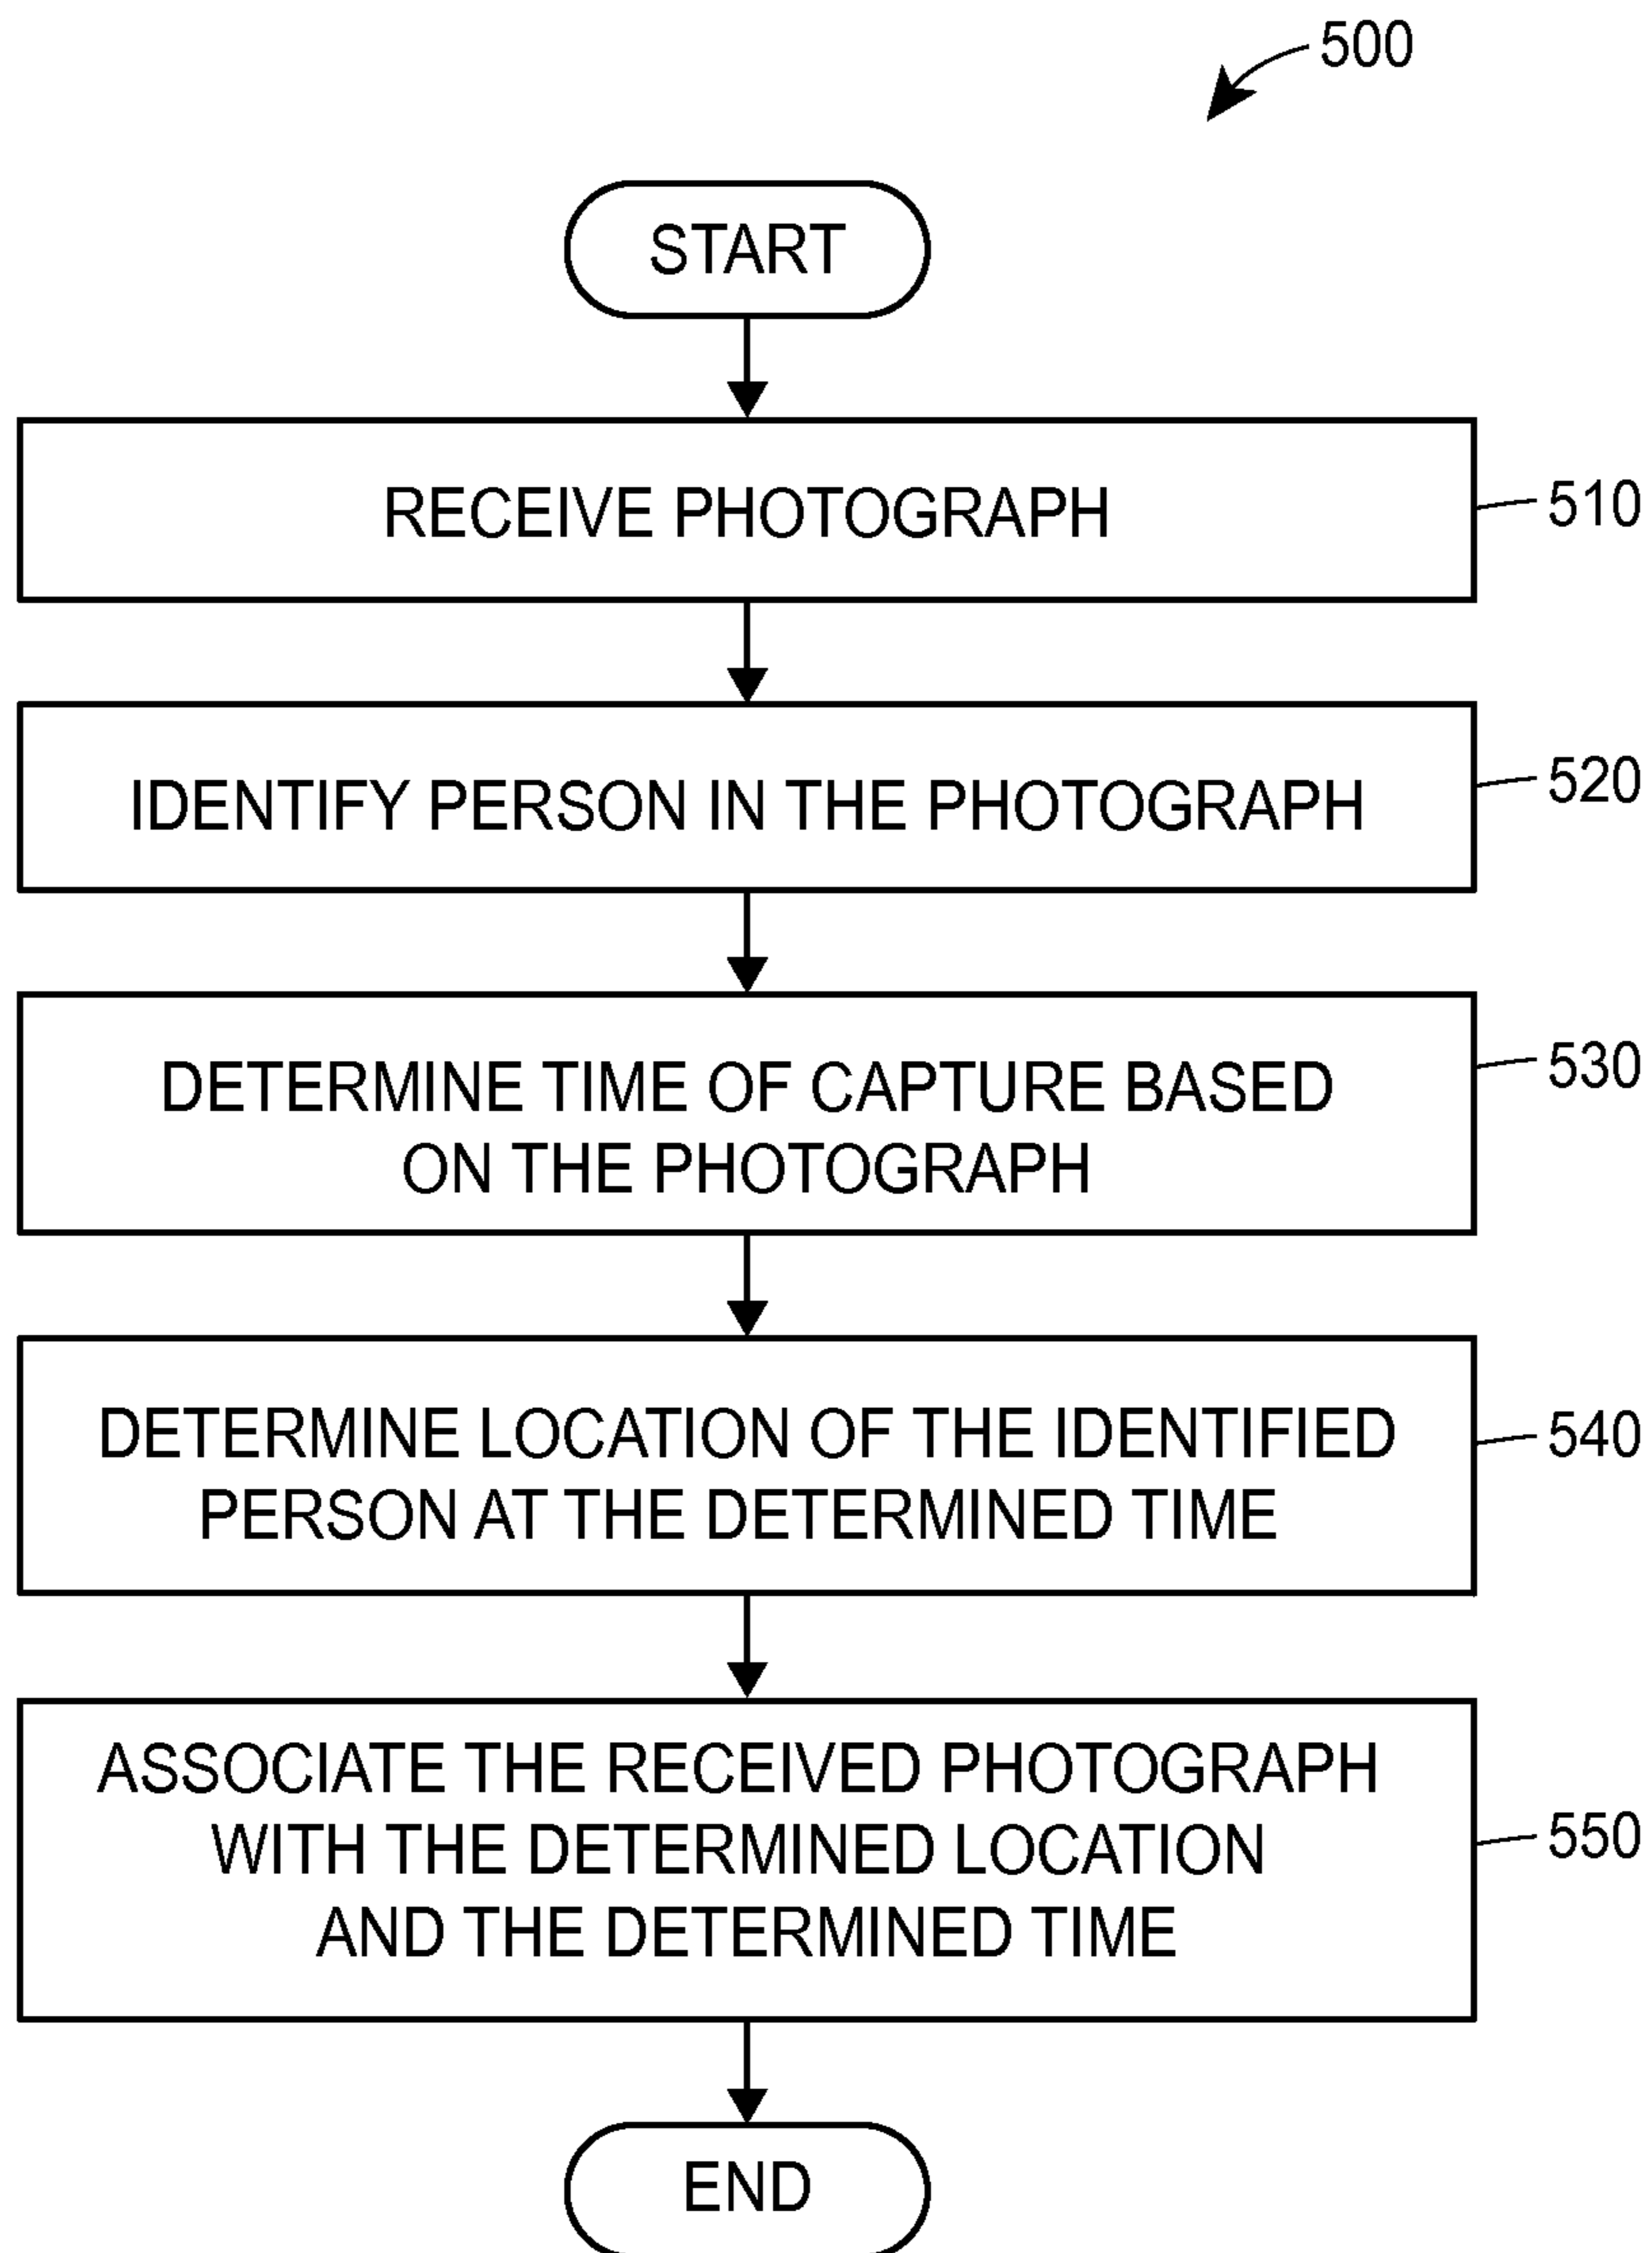 500
START
RECEIVE PHOTOGRAPH
510
IDENTIFY PERSON IN THE PHOTOGRAPH
520
DETERMINE TIME OF CAPTURE BASED
ON THE PHOTOGRAPH
530
DETERMINE LOCATION OF THE IDENTIFIED
PERSON AT THE DETERMINED TIME
540
ASSOCIATE THE RECEIVED PHOTOGRAPH
WITH THE DETERMINED LOCATION
AND THE DETERMINED TIME
550
END